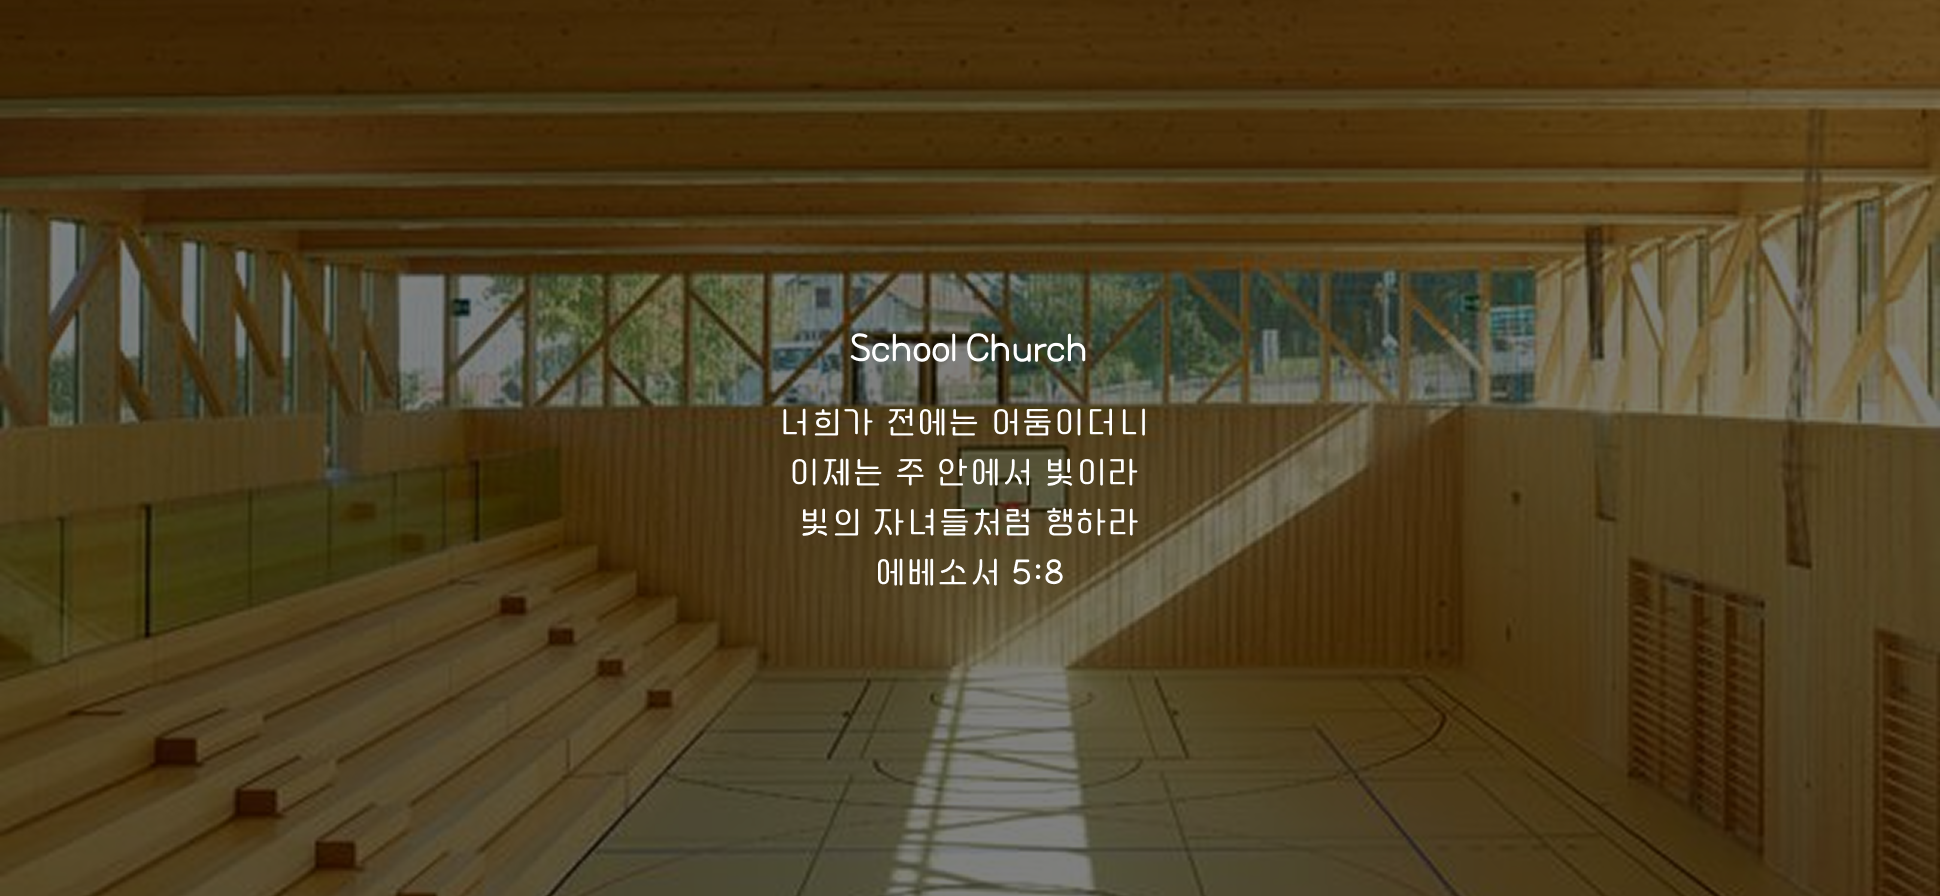 School Church
너희가 전에는 어둠이더니
이제는 주 안에서 빛이라
빛의 자녀들처럼 행하라
에베소서 5:8